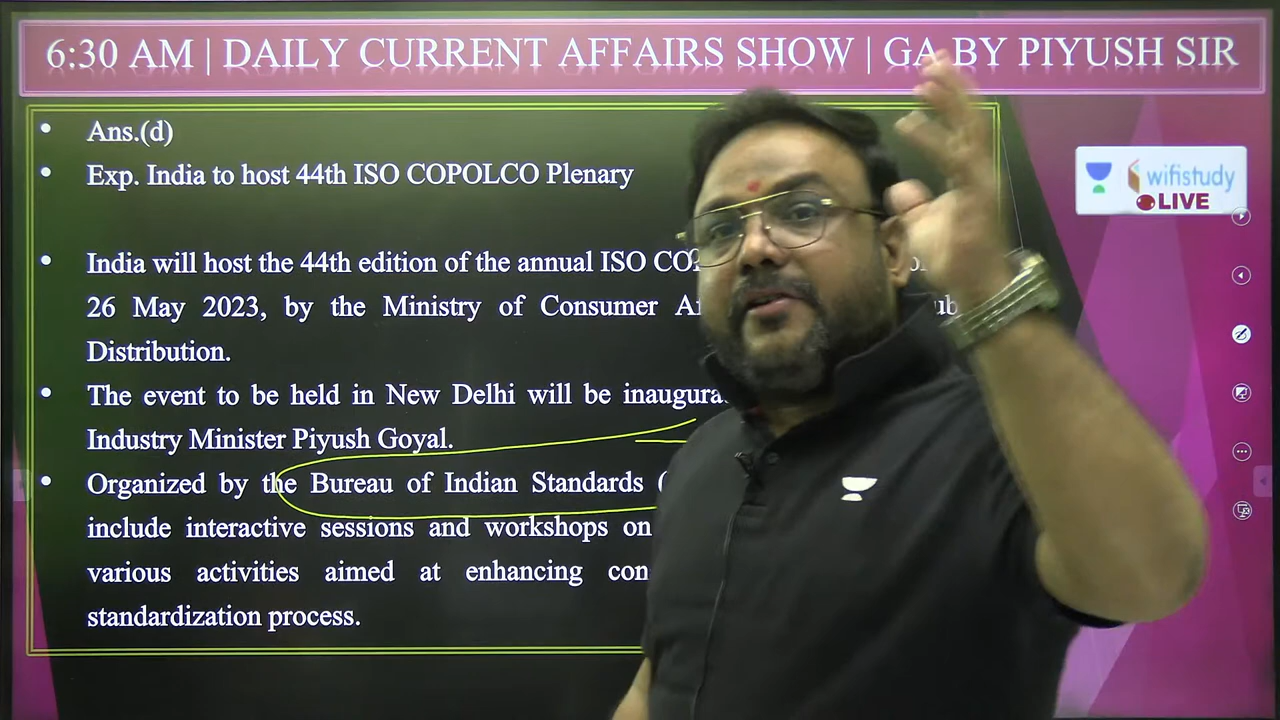 6:30 AM | DAILY CURRENT AFFAIRS SHOW | GA BY PIYUSH SIR
• Ans.(d)
• Exp. India to host 44th ISO COPOLCO Plenary
wifistudy
LIVE
• India will host the 44th edition of the annual ISO
26 May 2023, by the Ministry of Consumer
Distribution.
• The event to be held in New Delhi will be
Industry Minister Piyush Goyal.
• Organized by the Bureau of Indian Standards (
include interactive sessions and workshops on
various activities aimed at enhancing
standardization process.